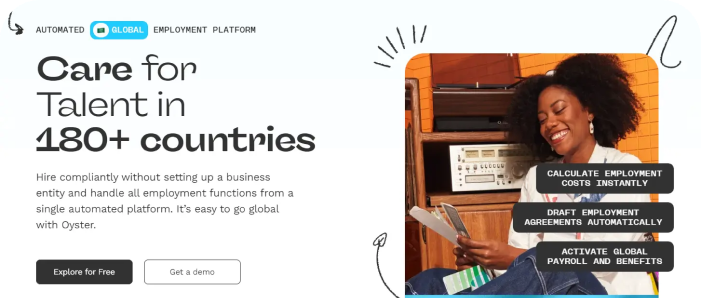 AUTOMATED GLOBAL EMPLOYMENT PLATFORM
Care for
Talent in
180+ countries
Hire compliantly without setting up a business
entity and handle all employment functions from a
single automated platform. It's easy to go global
with Oyster.
Explore for Free
Get a demo
CALCULATE EMPLOYMENT
COSTS INSTANTLY
DRAFT EMPLOYMENT
AGREEMENTS AUTOMATICALLY
ACTIVATE GLOBAL
PAYROLL AND BENEFITS